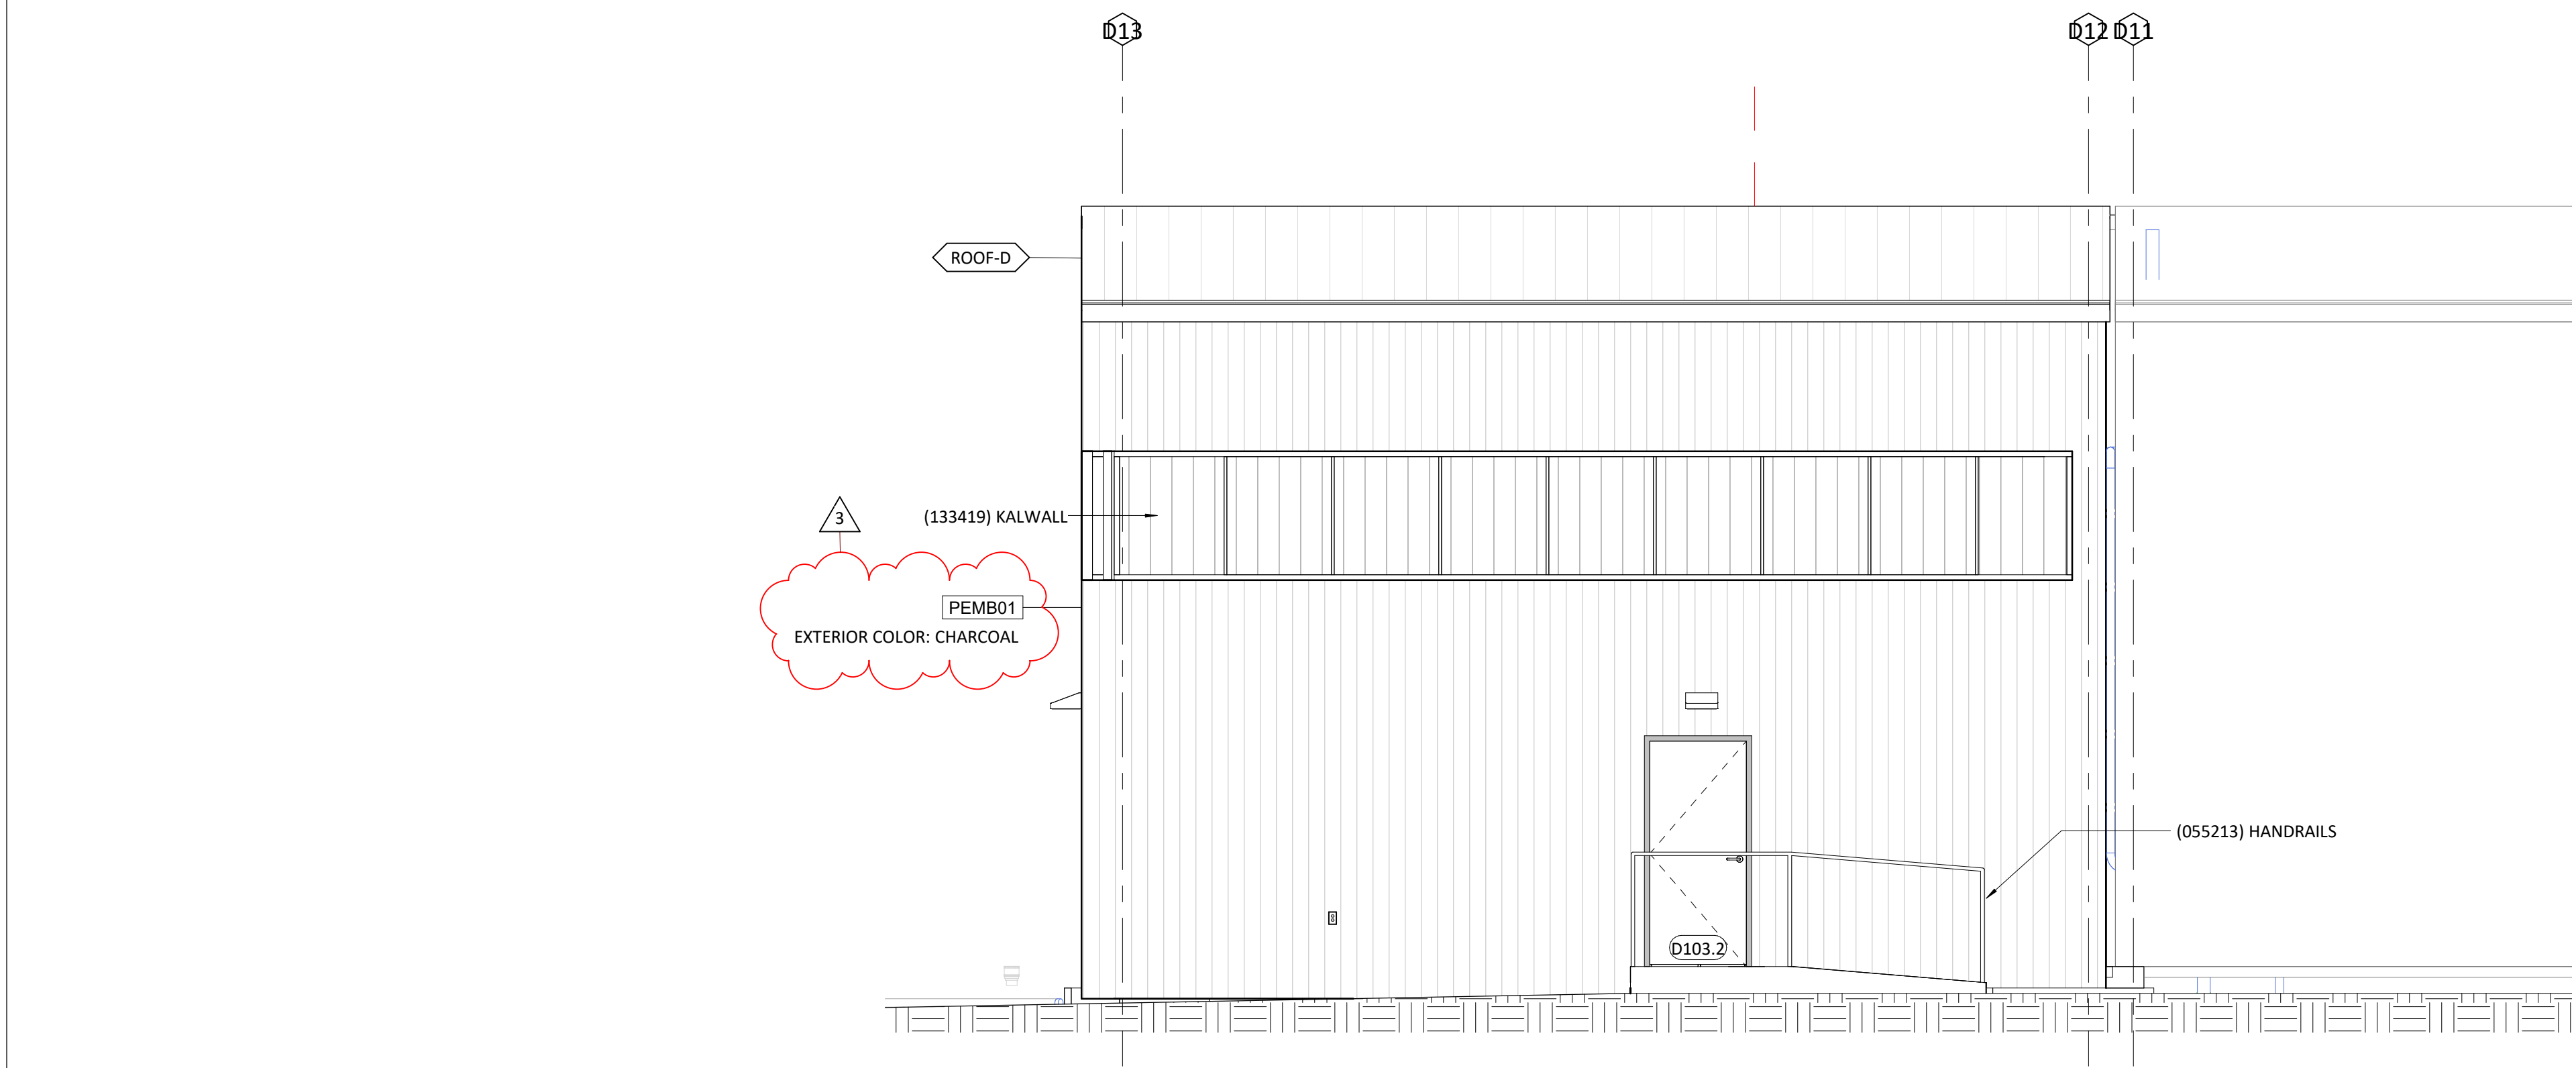 D13
D12
D11
ROOF-D
3
(133419) KALWALL
PEMB01
EXTERIOR COLOR: CHARCOAL
(055213) HANDRAILS
D103.2